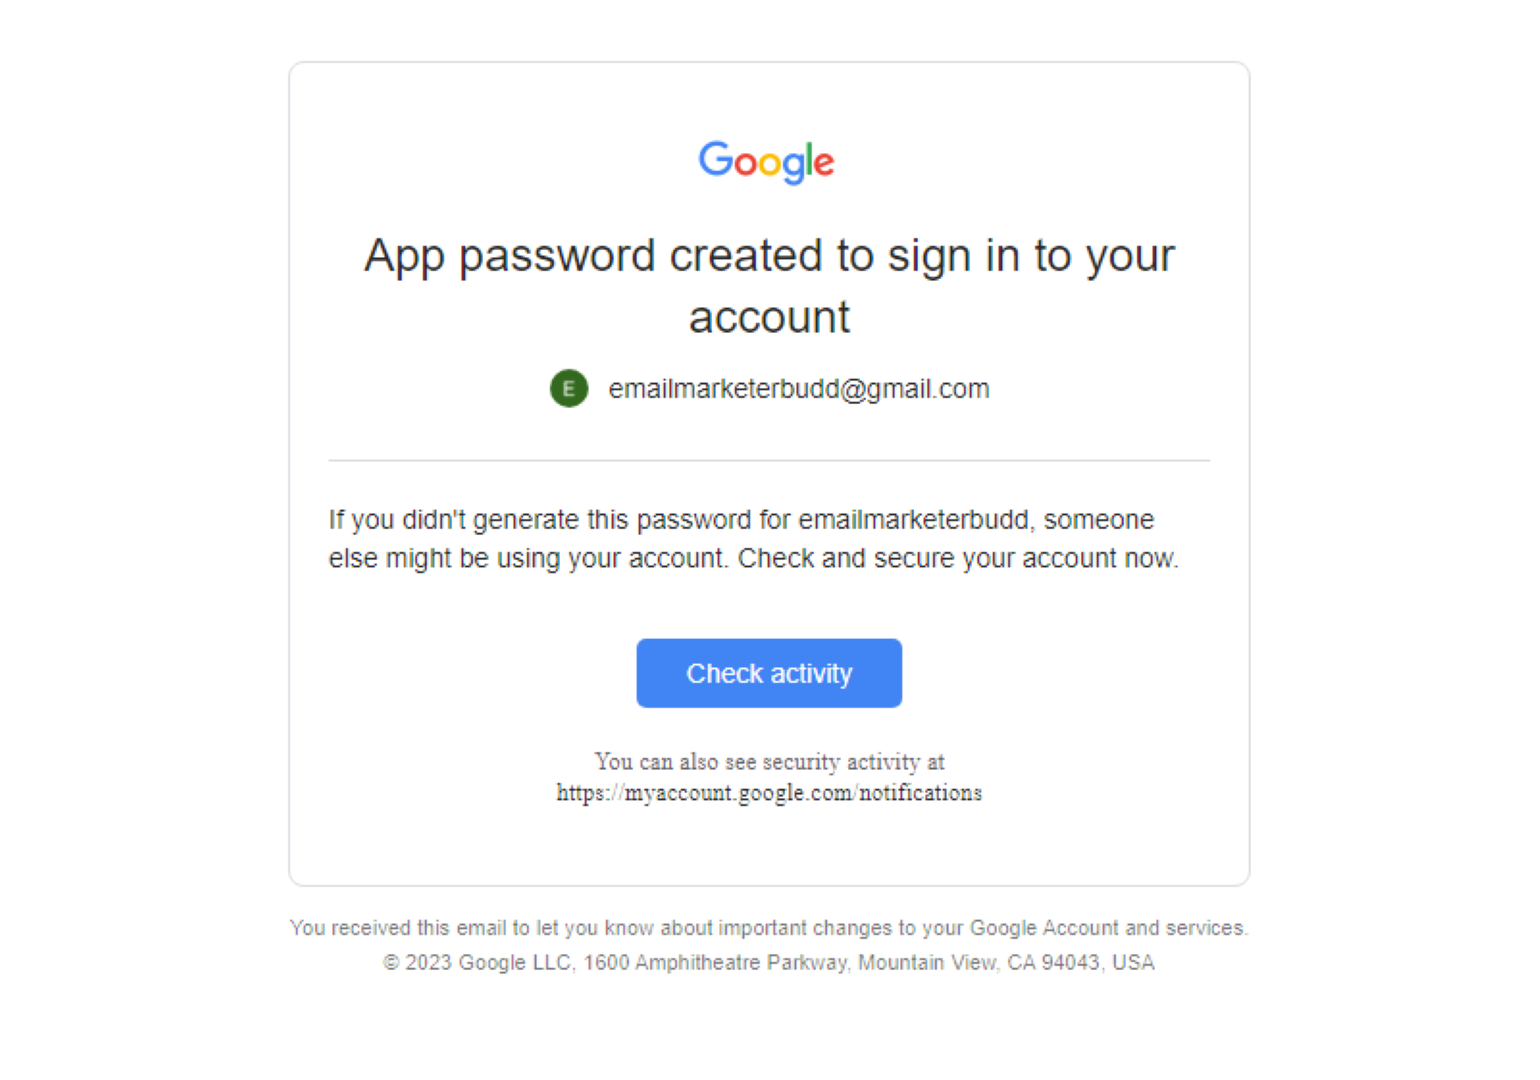 Google
App password created to sign in to your
account
E emailmarketerbudd@gmail.com
If you didn't generate this password for emailmarketerbudd, someone
else might be using your account. Check and secure your account now.
Check activity
You can also see security activity at
https://myaccount.google.com/notifications
You received this email to let you know about important changes to your Google Account and services.
© 2023 Google LLC, 1600 Amphitheatre Parkway, Mountain View, CA 94043, USA